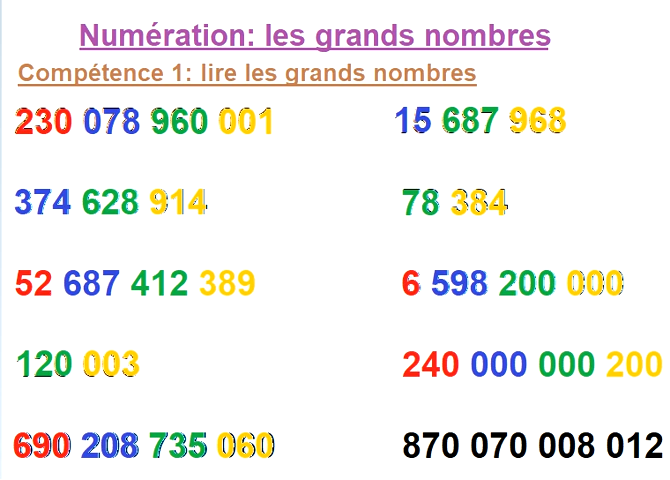 Numération: les grands nombres
Compétence 1: lire les grands nombres
230 078 960 001
15 687 968
374 628 914
78 384
52 687 412 389
6 598 200 000
120 003
240 000 000 200
690 208 735 060
870 070 008 012